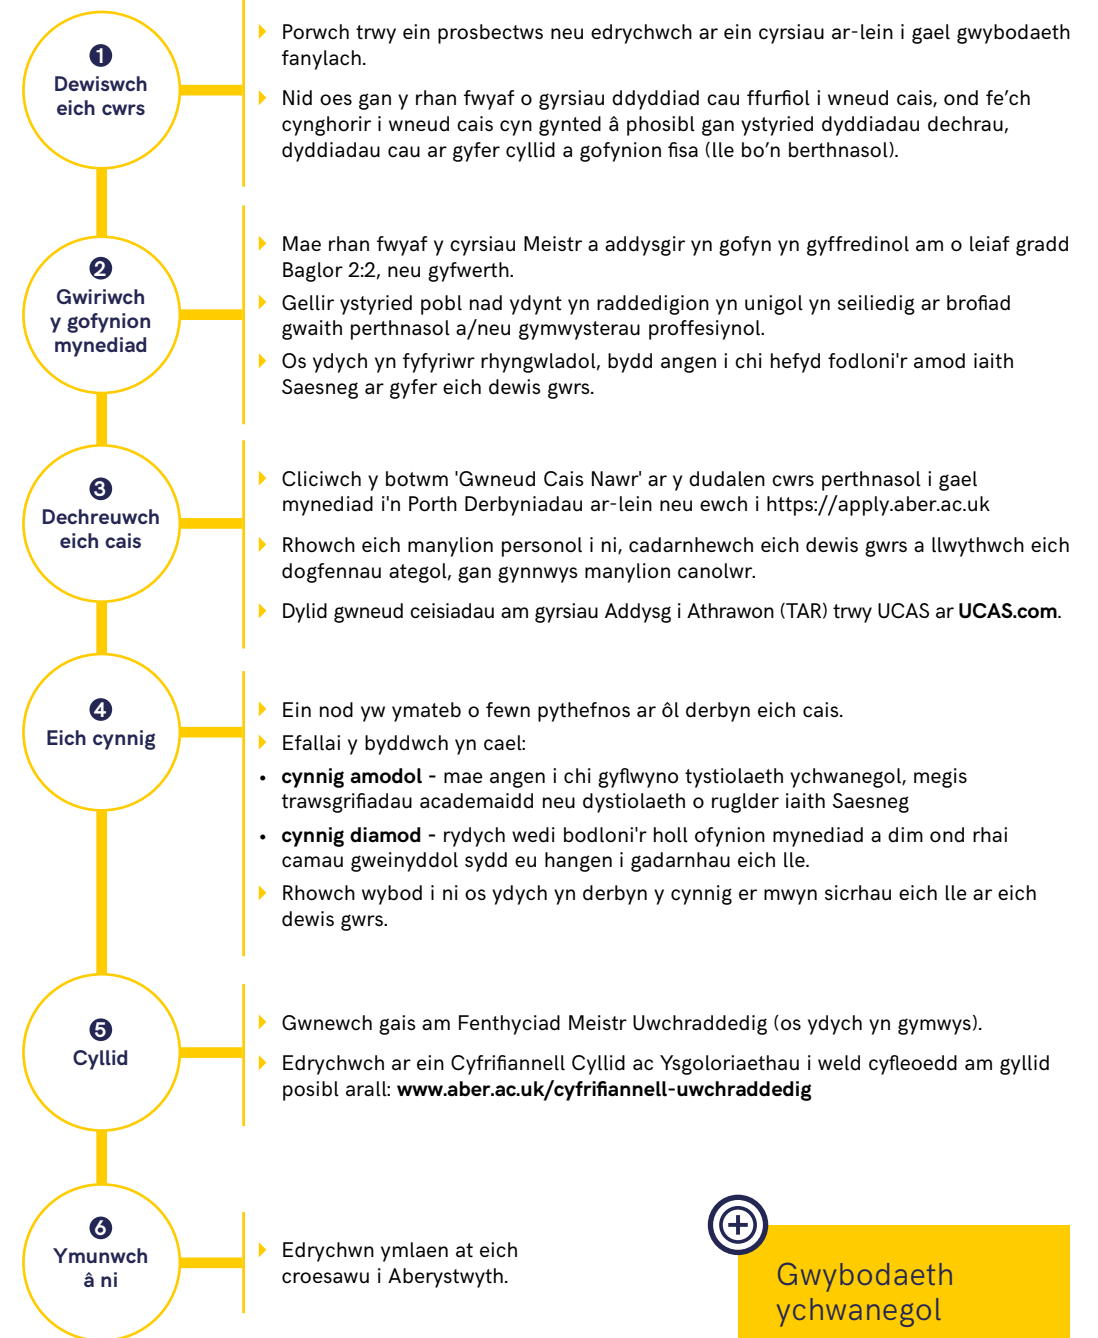 1
Dewiswch
eich cwrs
Porwch trwy ein prosbectws neu edrychwch ar ein cyrsiau ar-lein i gael gwybodaeth
fanylach.
Nid oes gan y rhan fwyaf o gyrsiau ddyddiad cau ffurfiol i wneud cais, ond fe’ch
cynghorir i wneud cais cyn gynted â phosibl gan ystyried dyddiadau dechrau,
dyddiadau cau ar gyfer cyllid a gofynion fisa (lle bo’n berthnasol).
2
Gwiriwch
y gofynion
mynediad
Mae rhan fwyaf y cyrsiau Meistr a addysgir yn gofyn yn gyffredinol am o leiaf gradd
Baglor 2:2, neu gyfwerth.
Gellir ystyried pobl nad ydynt yn raddedigion yn unigol yn seiliedig ar brofiad
gwaith perthnasol a/neu gymwysterau proffesiynol.
Os ydych yn fyfyriwr rhyngwladol, bydd angen i chi hefyd fodloni'r amod iaith
Saesneg ar gyfer eich dewis gwrs.
3
Dechreuwch
eich cais
Cliciwch y botwm 'Gwneud Cais Nawr' ar y dudalen cwrs perthnasol i gael
mynediad i'n Porth Derbyniadau ar-lein neu ewch i https://apply.aber.ac.uk
Rhowch eich manylion personol i ni, cadarnhewch eich dewis gwrs a llwythwch eich
dogfennau ategol, gan gynnwys manylion canolwr.
Dylid gwneud ceisiadau am gyrsiau Addysg i Athrawon (TAR) trwy UCAS ar UCAS.com.
4
Eich cynnig
Ein nod yw ymateb o fewn pythefnos ar ôl derbyn eich cais.
Efallai y byddwch yn cael:
• cynnig amodol - mae angen i chi gyflwyno tystiolaeth ychwanegol, megis
trawsgrifiadau academaidd neu dystiolaeth o ruglder iaith Saesneg
• cynnig diamod - rydych wedi bodloni'r holl ofynion mynediad a dim ond rhai
camau gweinyddol sydd eu hangen i gadarnhau eich lle.
Rhowch wybod i ni os ydych yn derbyn y cynnig er mwyn sicrhau eich lle ar eich
dewis gwrs.
5
Cyllid
Gwnewch gais am Fenthyciad Meistr Uwchraddedig (os ydych yn gymwys).
Edrychwch ar ein Cyfrifiannell Cyllid ac Ysgoloriaethau i weld cyfleoedd am gyllid
posibl arall: www.aber.ac.uk/cyfrifiannell-uwchraddedig
6
Ymunwch
â ni
Edrychwn ymlaen at eich
croesawu i Aberystwyth.
Gwybodaeth
ychwanegol